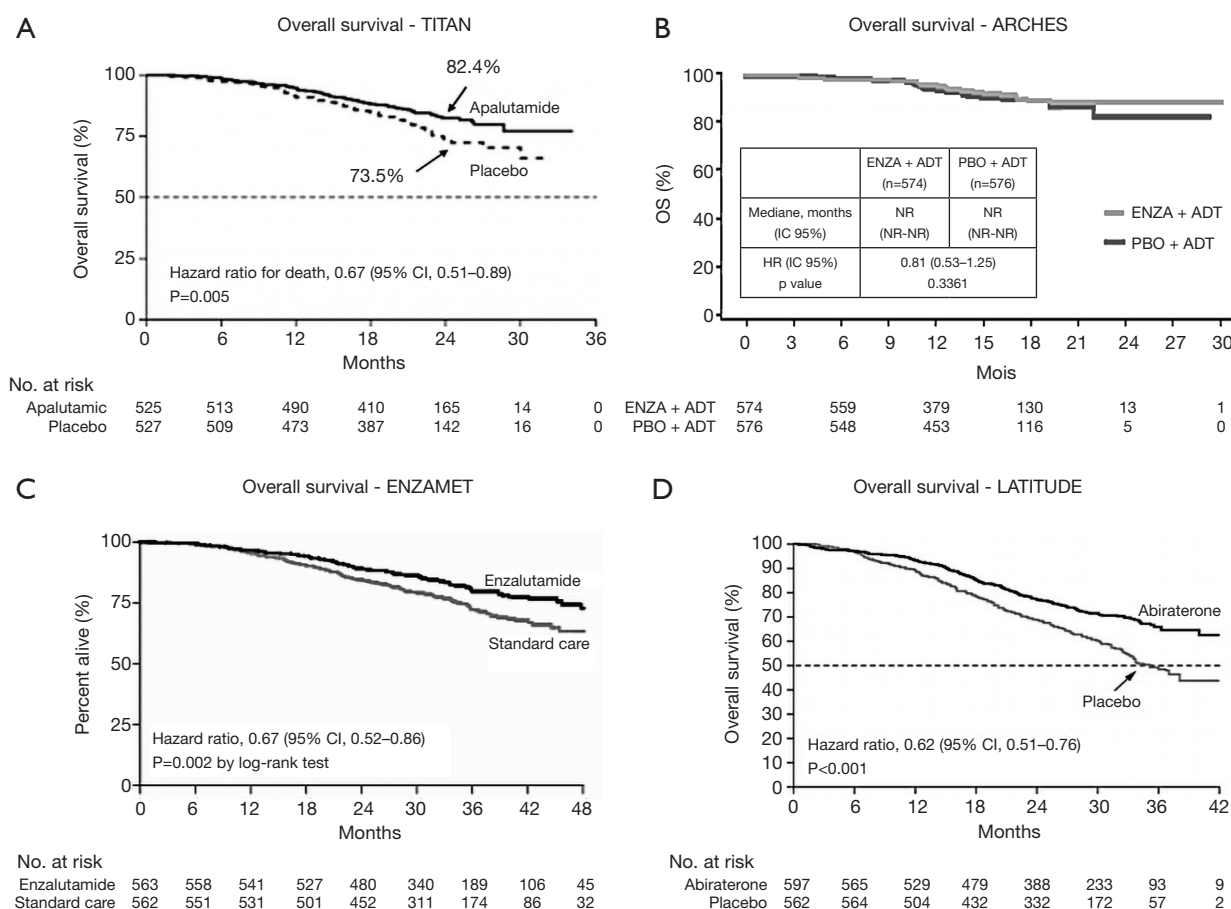 A
Overall survival - TITAN
Overall survival (%)
100
75
50
25
0
82.4%
Apalutamide
73.5%
Placebo
Hazard ratio for death, 0.67 (95% CI, 0.51–0.89)
P=0.005
0 6 12 18 24 30 36
Months
No. at risk
Apalutamic 525 513 490 410 165 14 0
Placebo 527 509 473 387 142 16 0
B
Overall survival - ARCHES
OS (%)
100
80
60
40
20
0
ENZA + ADT (n=574) PBO + ADT (n=576)
Mediane, months (IC 95%) NR (NR-NR) NR (NR-NR)
HR (IC 95%) 0.81 (0.53–1.25)
p value 0.3361
ENZA + ADT
PBO + ADT
0 3 6 9 12 15 18 21 24 27 30
Mois
ENZA + ADT 574 559 379 130 13 1
PBO + ADT 576 548 453 116 5 0
C
Overall survival - ENZAMET
Percent alive (%)
100
75
50
25
0
Enzalutamide
Standard care
Hazard ratio, 0.67 (95% CI, 0.52–0.86)
P=0.002 by log-rank test
0 6 12 18 24 30 36 42 48
Months
No. at risk
Enzalutamide 563 558 541 527 480 340 189 106 45
Standard care 562 551 531 501 452 311 174 86 32
D
Overall survival - LATITUDE
Overall survival (%)
100
90
80
70
60
50
40
30
20
10
0
Abiraterone
Placebo
Hazard ratio, 0.62 (95% CI, 0.51–0.76)
P<0.001
0 6 12 18 24 30 36 42
Months
No. at risk
Abiraterone 597 565 529 479 388 233 93 9
Placebo 562 564 504 432 332 172 57 2